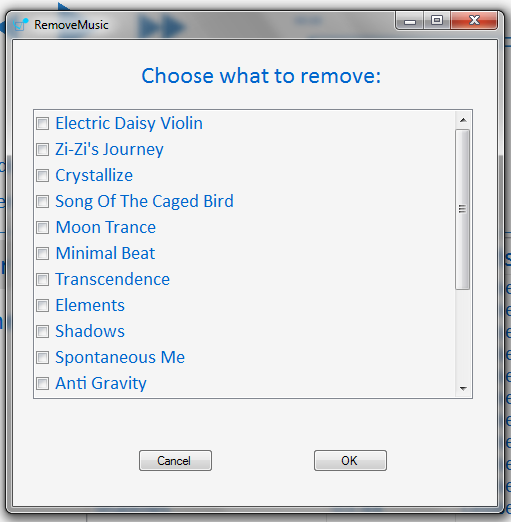 RemoveMusic
Choose what to remove:
Electric Daisy Violin
Zi-Zi's Journey
Crystallize
Song Of The Caged Bird
Moon Trance
Minimal Beat
Transcendence
Elements
Shadows
Spontaneous Me
Anti Gravity
Cancel
OK